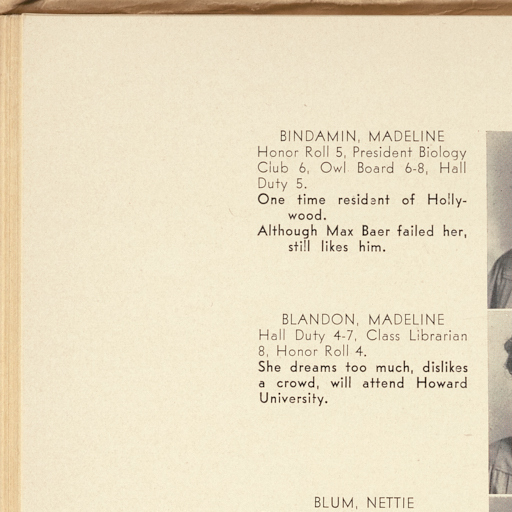 BINDAMIN, MADELINE
Honor Roll 5, President Biology
Club 6, Owl Board 6-8, Hall
Duty 5.
One time resident of Holly-
wood.
Although Max Baer failed her,
still likes him.
BLANDON, MADELINE
Hall Duty 4-7, Class Librarian
8, Honor Roll 4.
She dreams too much, dislikes
a crowd, will attend Howard
University.
BLUM, NETTIE